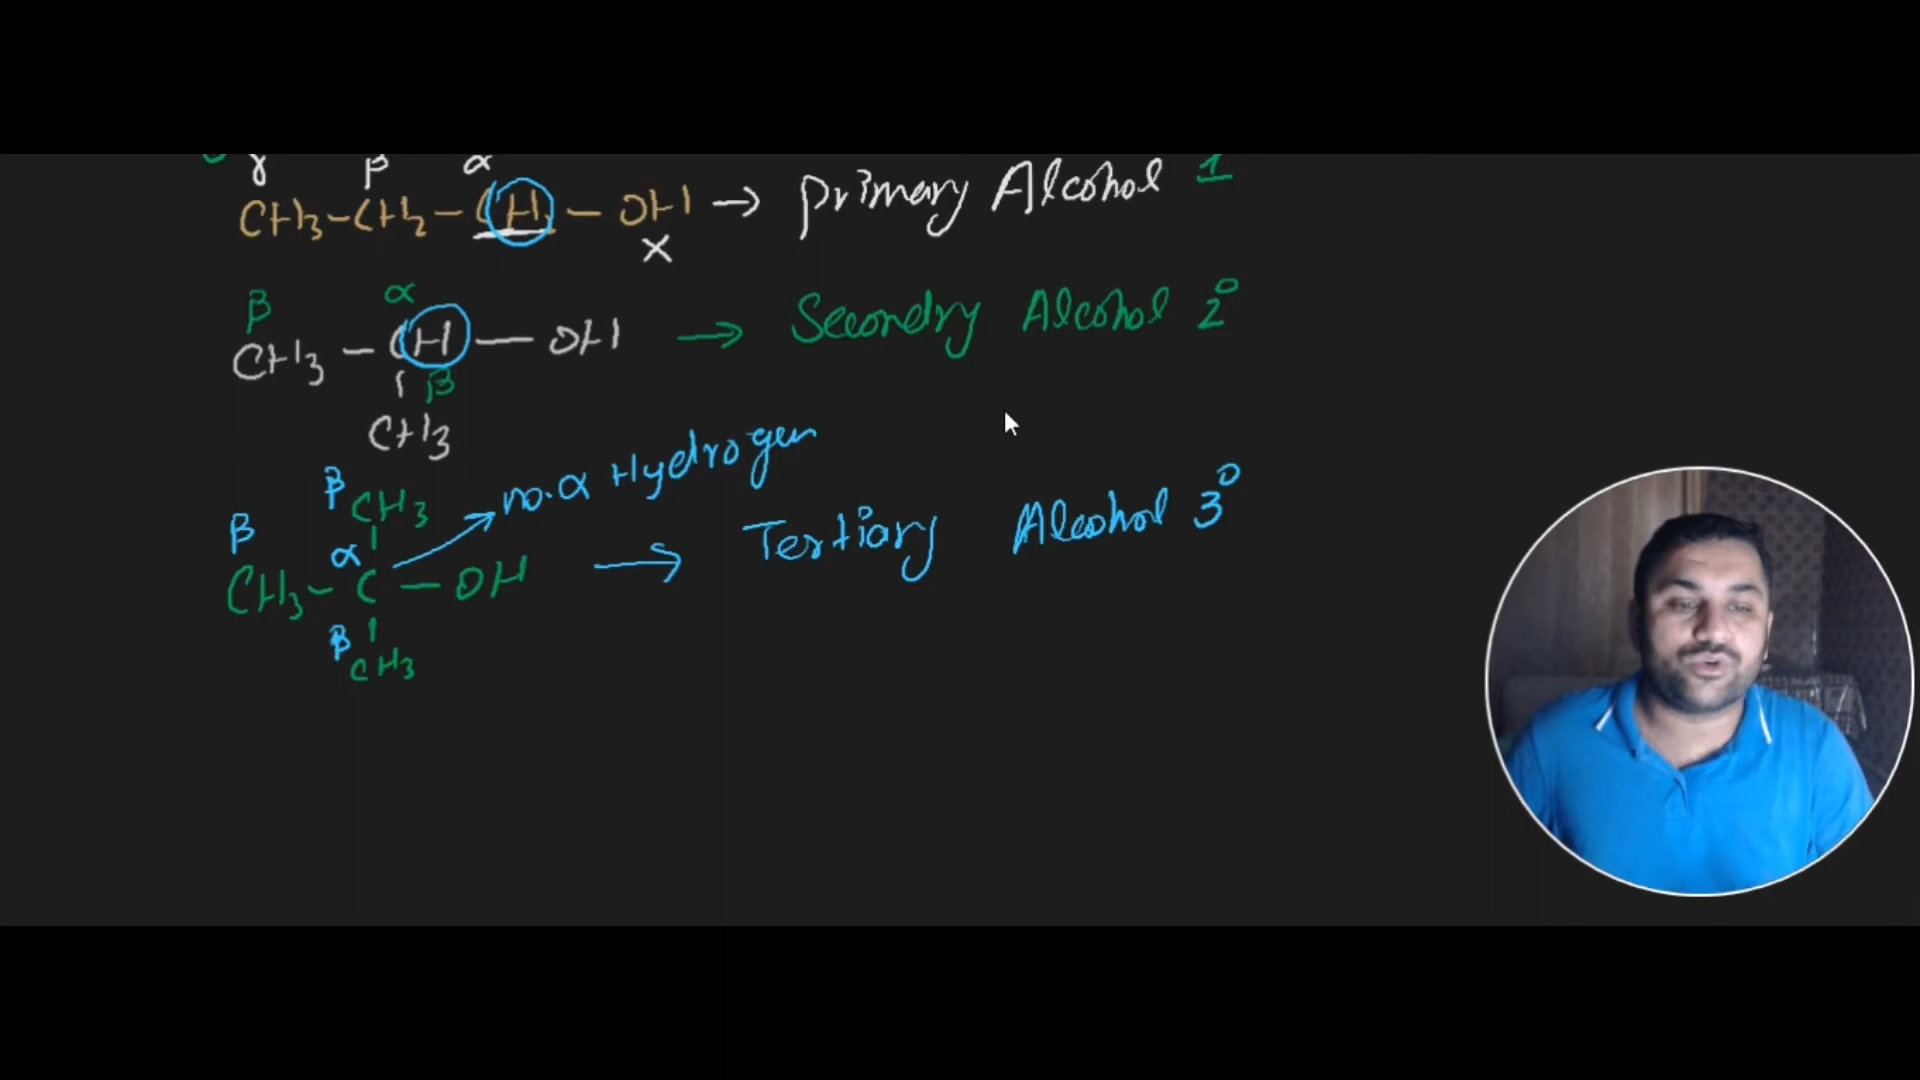 γ β α
CH3-CH2-CH2-OH → Primary Alcohol 1
X
β α
CH3-CH-OH → Secondry Alcohol 2°
β
CH3
no.α Hydrogen
β CH3
β α
CH3-C-OH → Tertiary Alcohol 3°
β
CH3